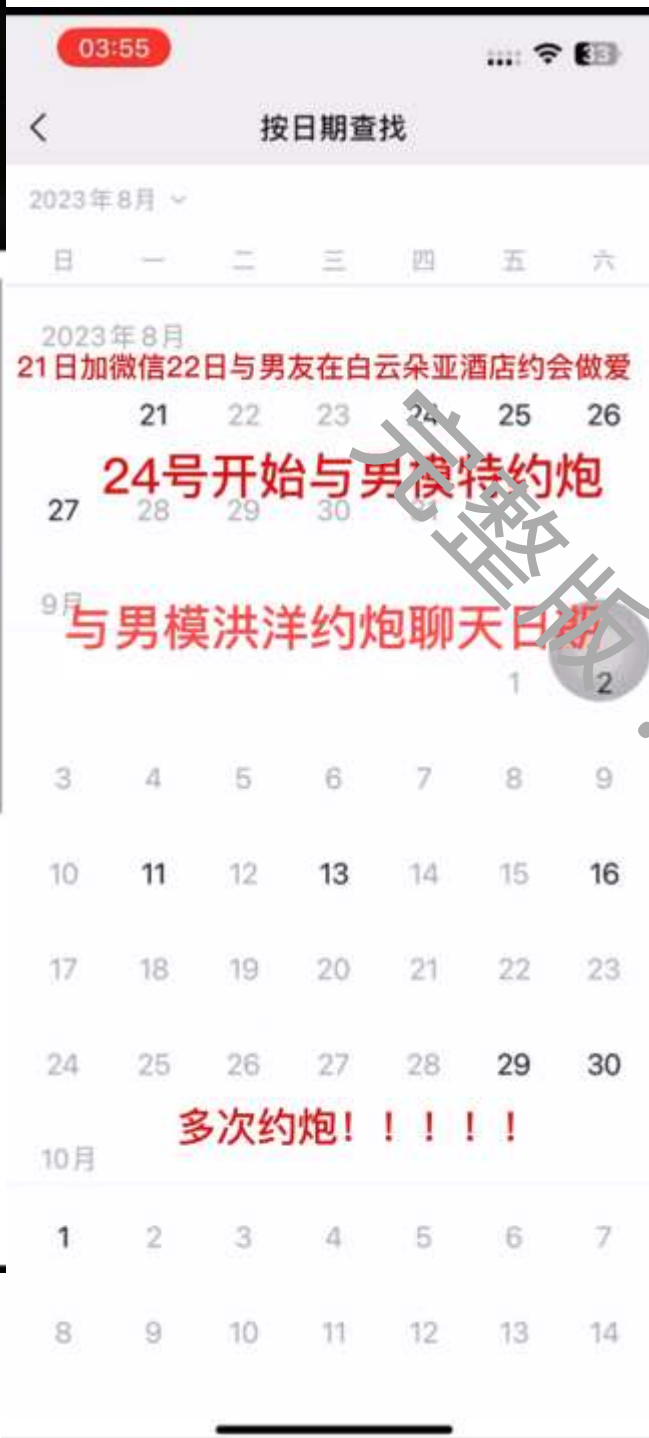 03:55
33
按日期查找
2023年8月
日 一 二 三 四 五 六
2023年8月
21日加微信22日与男友在白云朵亚酒店约会做爱
21 22 23 24 25 26
24号开始与男模特约炮
27 28 29 30 31
9月
与男模洪洋约炮聊天日期
1 2
3 4 5 6 7 8 9
10 11 12 13 14 15 16
17 18 19 20 21 22 23
24 25 26 27 28 29 30
多次约炮！！！！！
10月
1 2 3 4 5 6 7
8 9 10 11 12 13 14
完整版